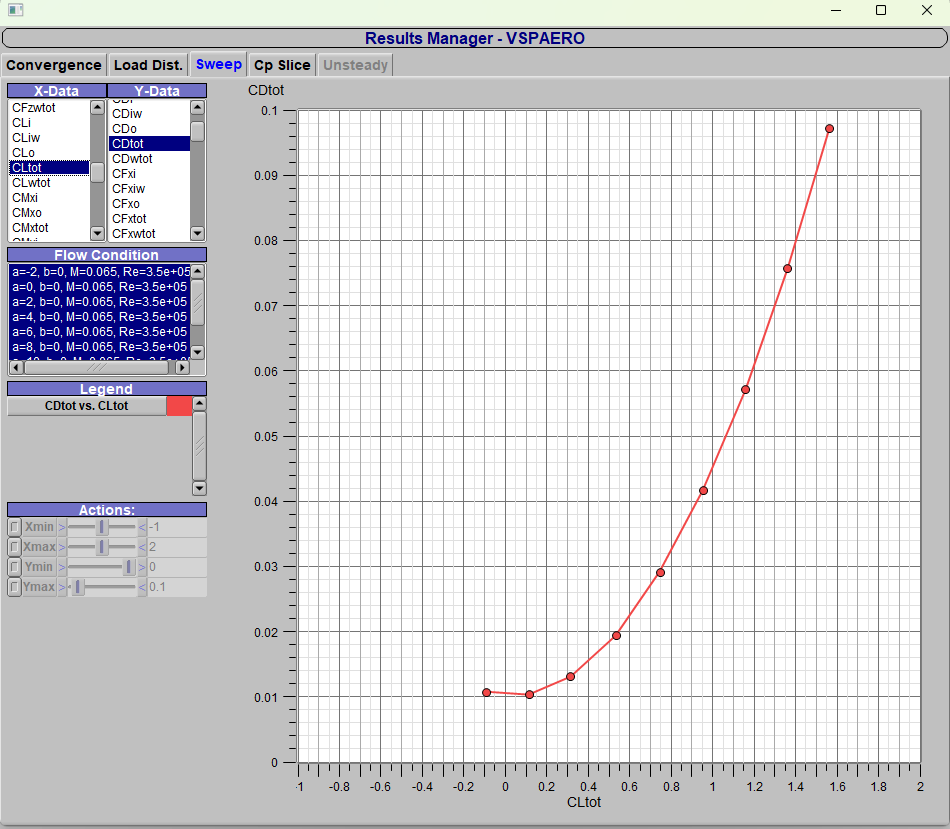 Results Manager - VSPAERO
Convergence Load Dist. Sweep Cp Slice Unsteady
X-Data Y-Data
CFzwtot
CLi
CLiw
CLo
CLtot
CLwtot
CMxi
CMxo
CMxtot
CDiw
CDo
CDtot
CDwtot
CFxi
CFxiw
CFxo
CFxtot
CFxwtot
Flow Condition
a=-2, b=0, M=0.065, Re=3.5e+05
a=0, b=0, M=0.065, Re=3.5e+05
a=2, b=0, M=0.065, Re=3.5e+05
a=4, b=0, M=0.065, Re=3.5e+05
a=6, b=0, M=0.065, Re=3.5e+05
a=8, b=0, M=0.065, Re=3.5e+05
Legend
CDtot vs. CLtot
Actions:
Xmin > < -1
Xmax > < 2
Ymin > > 0
Ymax > < 0.1
CDtot
0.1
0.09
0.08
0.07
0.06
0.05
0.04
0.03
0.02
0.01
0
-1 -0.8 -0.6 -0.4 -0.2 0 0.2 0.4 0.6 0.8 1 1.2 1.4 1.6 1.8 2
CLtot